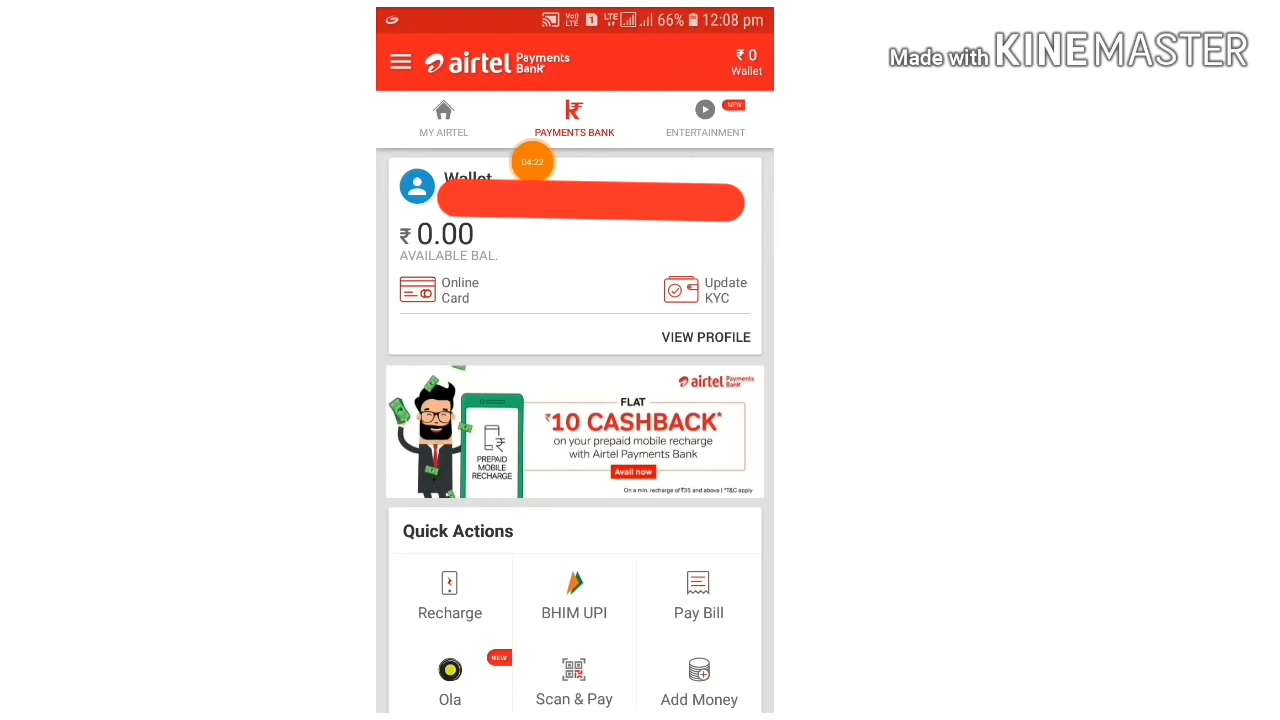 66% 12:08 pm
Made with KINEMASTER
airtel Payments Bank
₹ 0
Wallet
MY AIRTEL
PAYMENTS BANK
ENTERTAINMENT
NEW
04:22
Wallet
₹ 0.00
AVAILABLE BAL.
Online
Card
Update
KYC
VIEW PROFILE
airtel Payments Bank
FLAT
₹10 CASHBACK*
on your prepaid mobile recharge
with Airtel Payments Bank
Avail now
On a min. recharge of ₹35 and above | *T&C apply
PREPAID
MOBILE
RECHARGE
Quick Actions
Recharge
BHIM UPI
Pay Bill
NEW
Ola
Scan & Pay
Add Money